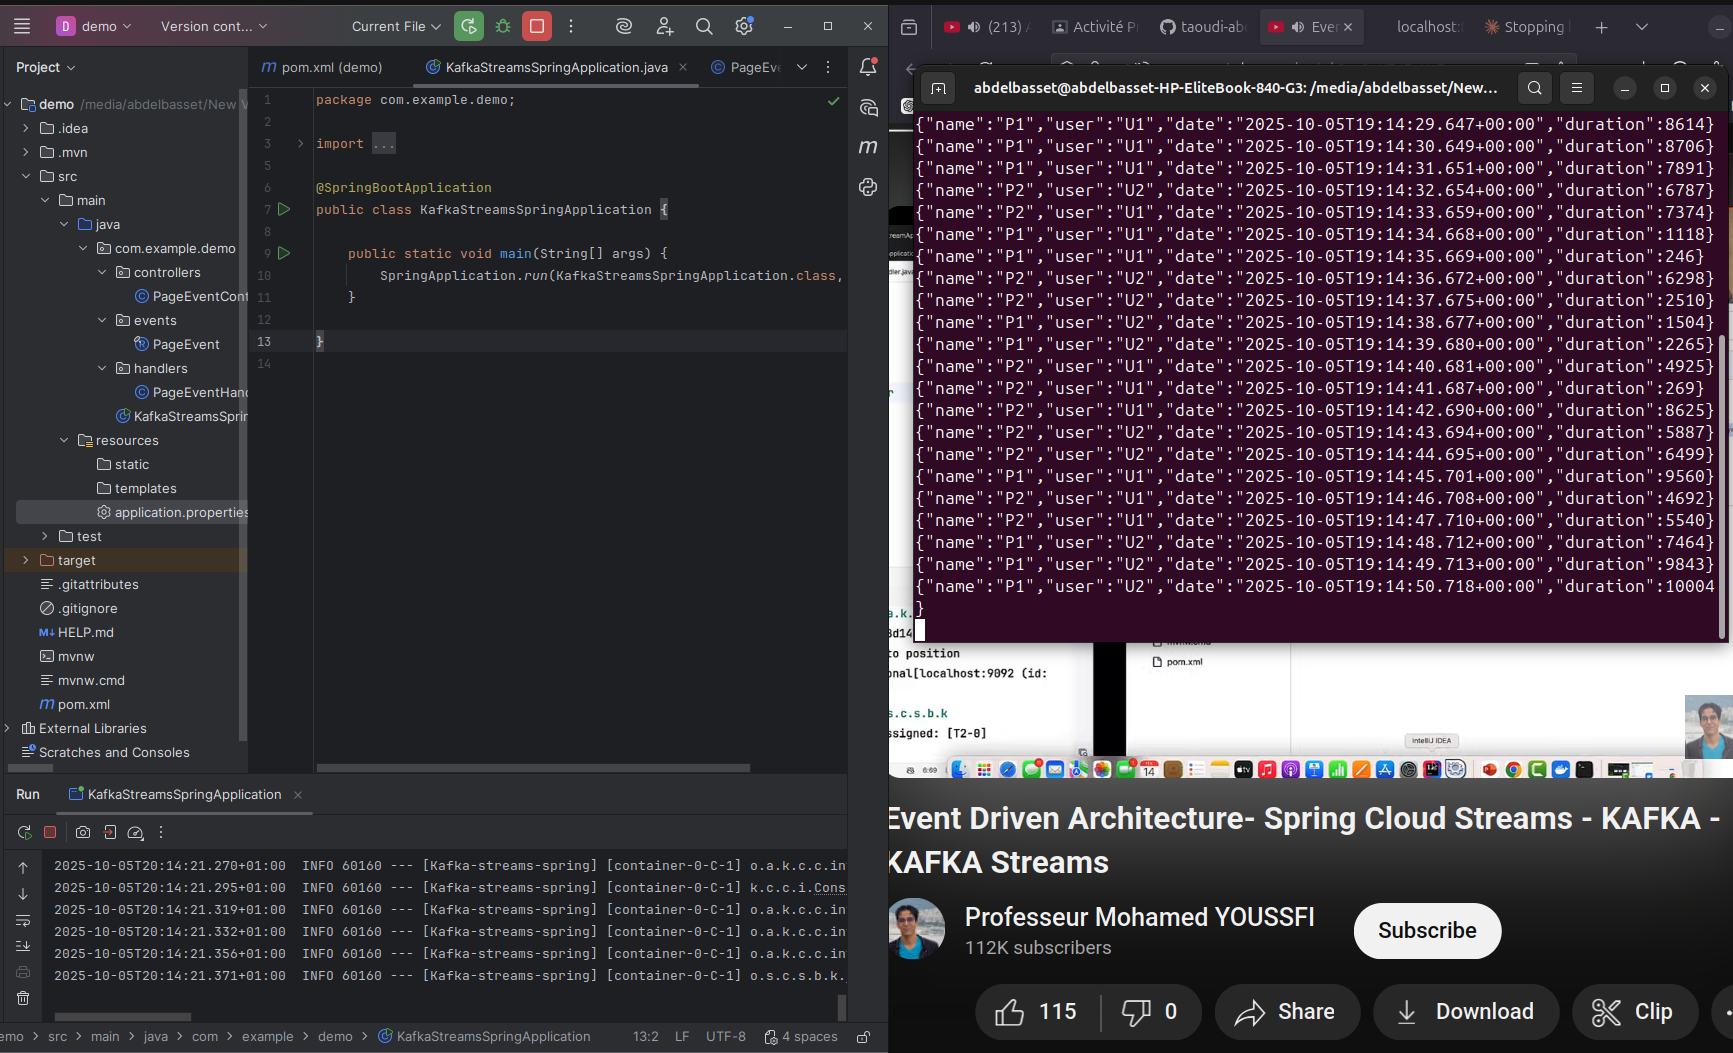 demo
Version cont...
Current File
Project
pom.xml (demo)
KafkaStreamsSpringApplication.java
PageEv
demo /media/abdelbasset/New V
.idea
.mvn
src
main
java
com.example.demo
controllers
PageEventCont
events
PageEvent
handlers
PageEventHand
KafkaStreamsSprin
resources
static
templates
application.properties
test
target
.gitattributes
.gitignore
HELP.md
mvnw
mvnw.cmd
pom.xml
External Libraries
Scratches and Consoles
1 package com.example.demo;
2
3 import ...
5
6 @SpringBootApplication
7 public class KafkaStreamsSpringApplication {
8
9 public static void main(String[] args) {
10 SpringApplication.run(KafkaStreamsSpringApplication.class,
11 }
12
13 }
14
Run
KafkaStreamsSpringApplication
2025-10-05T20:14:21.270+01:00 INFO 60160 --- [Kafka-streams-spring] [container-0-C-1] o.a.k.c.c.in
2025-10-05T20:14:21.295+01:00 INFO 60160 --- [Kafka-streams-spring] [container-0-C-1] k.c.c.i.Cons
2025-10-05T20:14:21.319+01:00 INFO 60160 --- [Kafka-streams-spring] [container-0-C-1] o.a.k.c.c.in
2025-10-05T20:14:21.332+01:00 INFO 60160 --- [Kafka-streams-spring] [container-0-C-1] o.a.k.c.c.in
2025-10-05T20:14:21.356+01:00 INFO 60160 --- [Kafka-streams-spring] [container-0-C-1] o.a.k.c.c.in
2025-10-05T20:14:21.371+01:00 INFO 60160 --- [Kafka-streams-spring] [container-0-C-1] o.s.c.s.b.k.
emo > src > main > java > com > example > demo > KafkaStreamsSpringApplication
13:2 LF UTF-8 4 spaces
(213)
Activité P
taoudi-ab
Ever
localhost:
Stopping
abdelbasset@abdelbasset-HP-EliteBook-840-G3: /media/abdelbasset/New...
{"name":"P1","user":"U1","date":"2025-10-05T19:14:29.647+00:00","duration":8614}
{"name":"P1","user":"U1","date":"2025-10-05T19:14:30.649+00:00","duration":8706}
{"name":"P1","user":"U1","date":"2025-10-05T19:14:31.651+00:00","duration":7891}
{"name":"P2","user":"U2","date":"2025-10-05T19:14:32.654+00:00","duration":6787}
{"name":"P2","user":"U1","date":"2025-10-05T19:14:33.659+00:00","duration":7374}
{"name":"P1","user":"U1","date":"2025-10-05T19:14:34.668+00:00","duration":1118}
{"name":"P1","user":"U1","date":"2025-10-05T19:14:35.669+00:00","duration":246}
{"name":"P2","user":"U2","date":"2025-10-05T19:14:36.672+00:00","duration":6298}
{"name":"P2","user":"U2","date":"2025-10-05T19:14:37.675+00:00","duration":2510}
{"name":"P1","user":"U2","date":"2025-10-05T19:14:38.677+00:00","duration":1504}
{"name":"P1","user":"U2","date":"2025-10-05T19:14:39.680+00:00","duration":2265}
{"name":"P2","user":"U1","date":"2025-10-05T19:14:40.681+00:00","duration":4925}
{"name":"P2","user":"U1","date":"2025-10-05T19:14:41.687+00:00","duration":269}
{"name":"P2","user":"U1","date":"2025-10-05T19:14:42.690+00:00","duration":8625}
{"name":"P2","user":"U2","date":"2025-10-05T19:14:43.694+00:00","duration":5887}
{"name":"P2","user":"U2","date":"2025-10-05T19:14:44.695+00:00","duration":6499}
{"name":"P1","user":"U1","date":"2025-10-05T19:14:45.701+00:00","duration":9560}
{"name":"P2","user":"U1","date":"2025-10-05T19:14:46.708+00:00","duration":4692}
{"name":"P2","user":"U1","date":"2025-10-05T19:14:47.710+00:00","duration":5540}
{"name":"P1","user":"U2","date":"2025-10-05T19:14:48.712+00:00","duration":7464}
{"name":"P1","user":"U2","date":"2025-10-05T19:14:49.713+00:00","duration":9843}
{"name":"P1","user":"U2","date":"2025-10-05T19:14:50.718+00:00","duration":10004
}
a.k.
3d14
to position
onal[localhost:9092 (id:
s.c.s.b.k
ssigned: [T2-0]
pom.xml
IntelliJ IDEA
Event Driven Architecture- Spring Cloud Streams - KAFKA -
KAFKA Streams
Professeur Mohamed YOUSSFI
112K subscribers
Subscribe
115
0
Share
Download
Clip